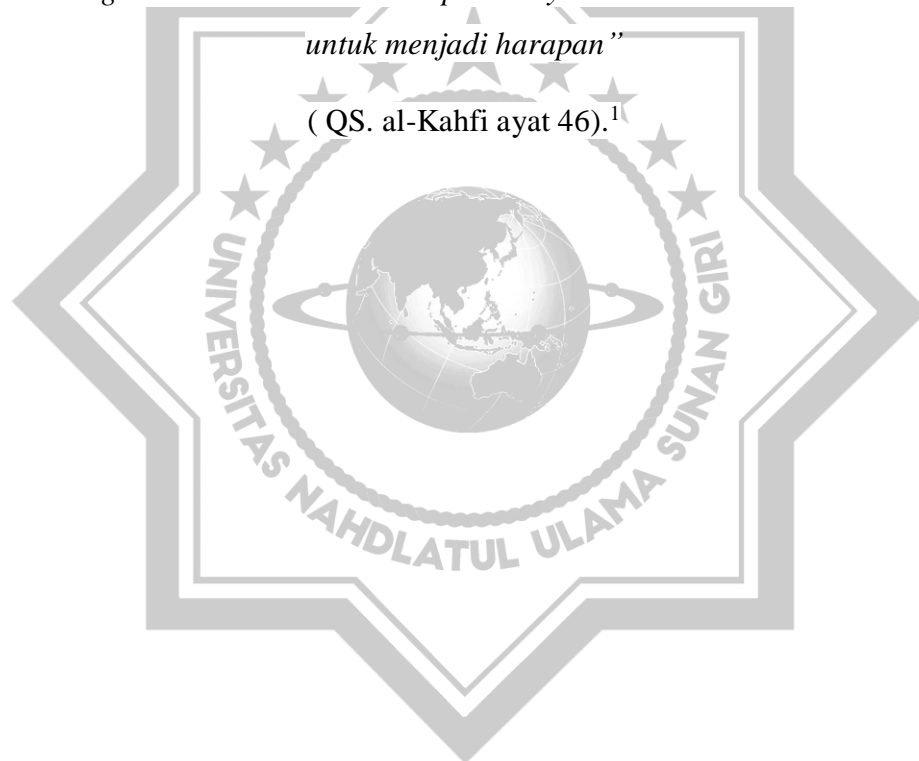 untuk menjadi harapan”
( QS. al-Kahfi ayat 46).1
UNIVERSITAS NAHDLATUL ULAMA SUNAN GIRI